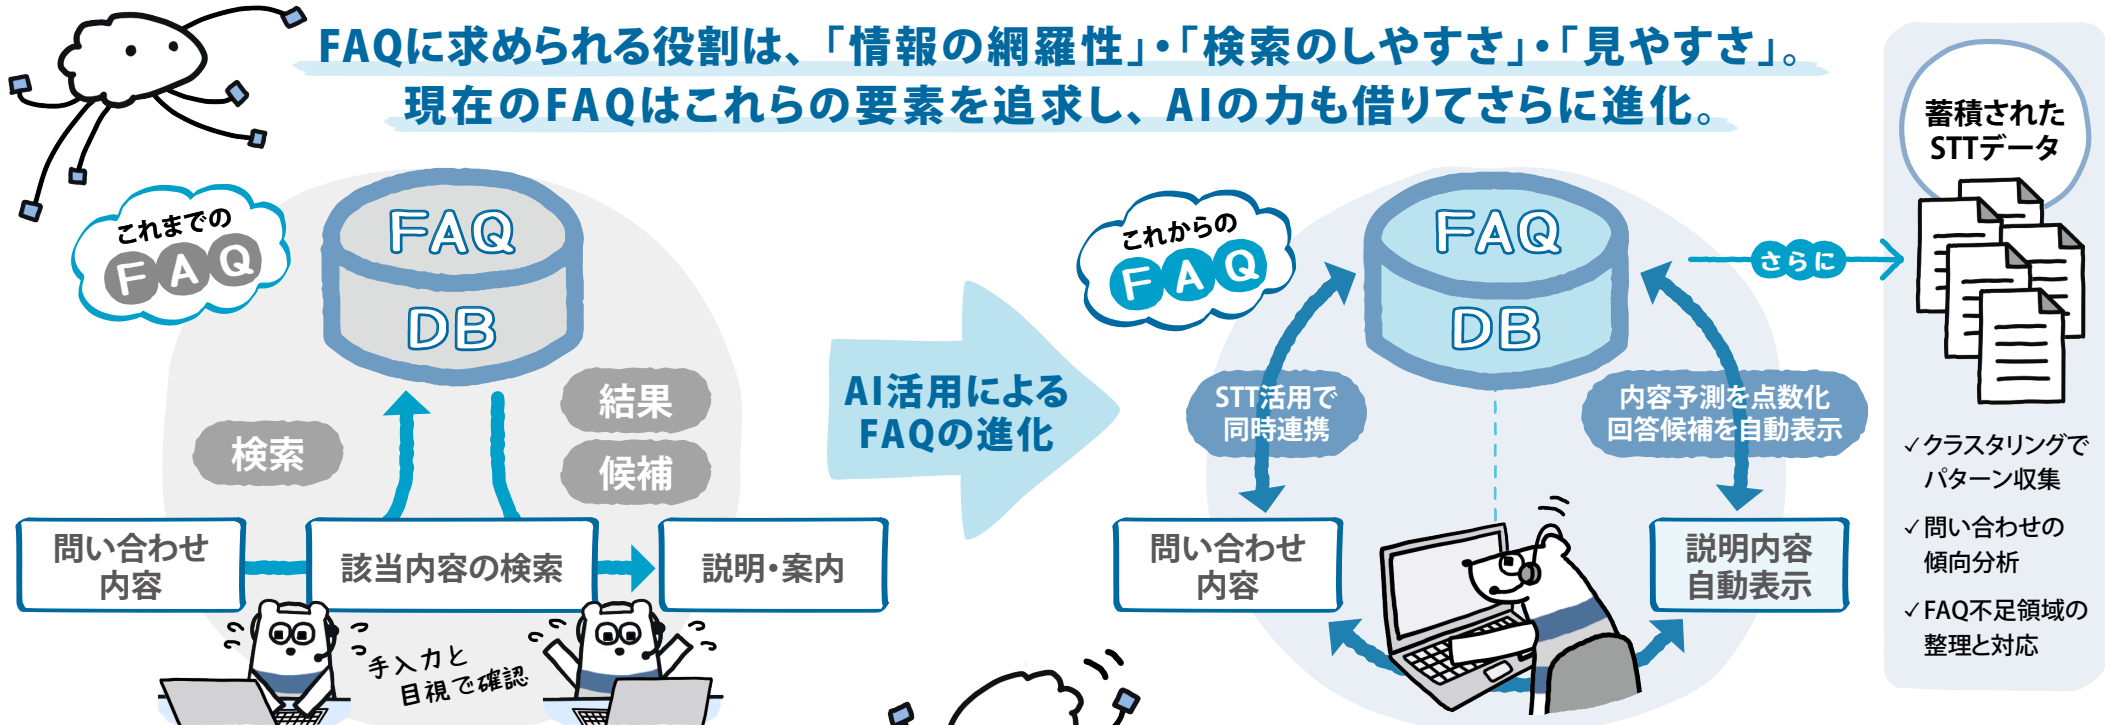 FAQに求められる役割は、「情報の網羅性」・「検索のしやすさ」・「見やすさ」。
現在のFAQはこれらの要素を追求し、AIの力も借りてさらに進化。
これまでの
FAQ
FAQ
DB
検索
結果
候補
問い合わせ
内容
該当内容の検索
説明・案内
手入力と
目視で確認
AI活用による
FAQの進化
これからの
FAQ
FAQ
DB
STT活用で
同時連携
内容予測を点数化
回答候補を自動表示
問い合わせ
内容
説明内容
自動表示
さらに
蓄積された
STTデータ
✓クラスタリングで
パターン収集
✓問い合わせの
傾向分析
✓FAQ不足領域の
整理と対応